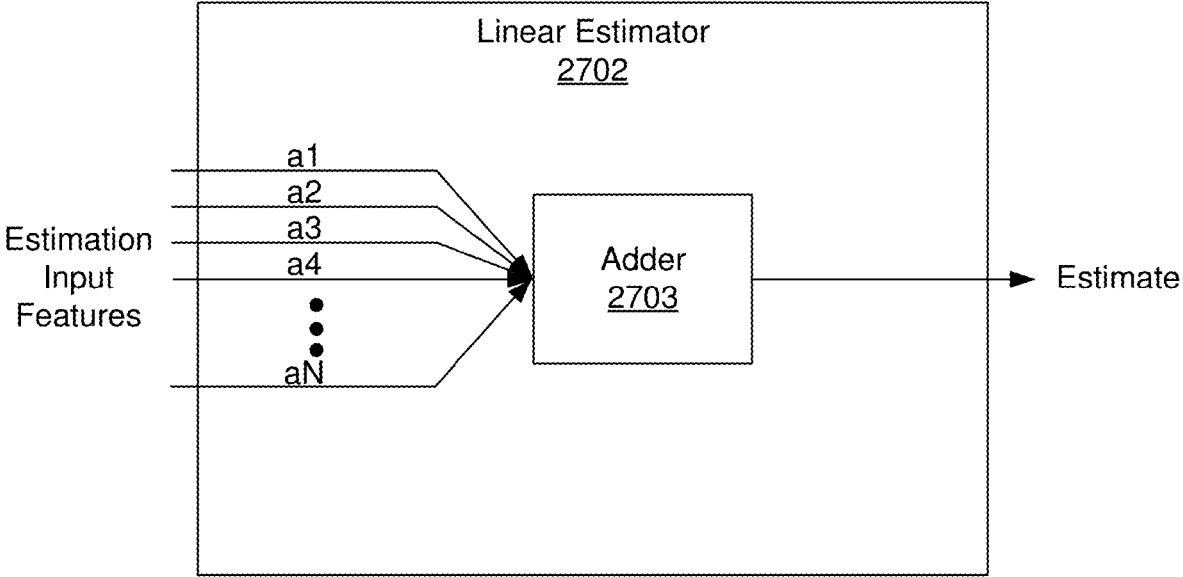 Linear Estimator
2702
a1
a2
a3
a4
aN
Estimation
Input
Features
Adder
2703
Estimate